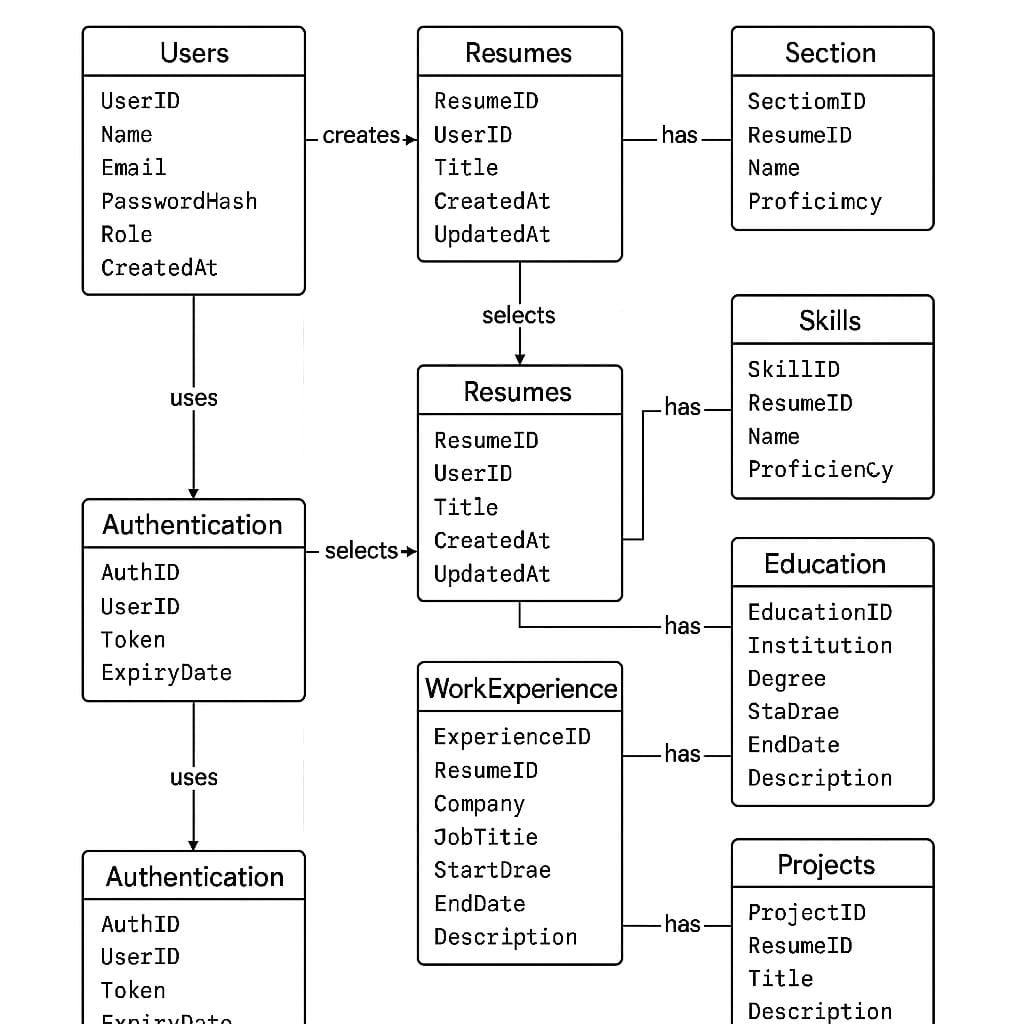 Users
UserID
Name
Email
PasswordHash
Role
CreatedAt
creates
Resumes
ResumeID
UserID
Title
CreatedAt
UpdatedAt
has
Section
SectiomID
ResumeID
Name
Proficimcy
uses
selects
Resumes
ResumeID
UserID
Title
CreatedAt
UpdatedAt
has
Skills
SkillID
ResumeID
Name
Proficiency
Authentication
AuthID
UserID
Token
ExpiryDate
selects
has
Education
EducationID
Institution
Degree
StaDrae
EndDate
Description
uses
WorkExperience
ExperienceID
ResumeID
Company
JobTitie
StartDrae
EndDate
Description
has
has
Authentication
AuthID
UserID
Token
ExpiryDate
Projects
ProjectID
ResumeID
Title
Description